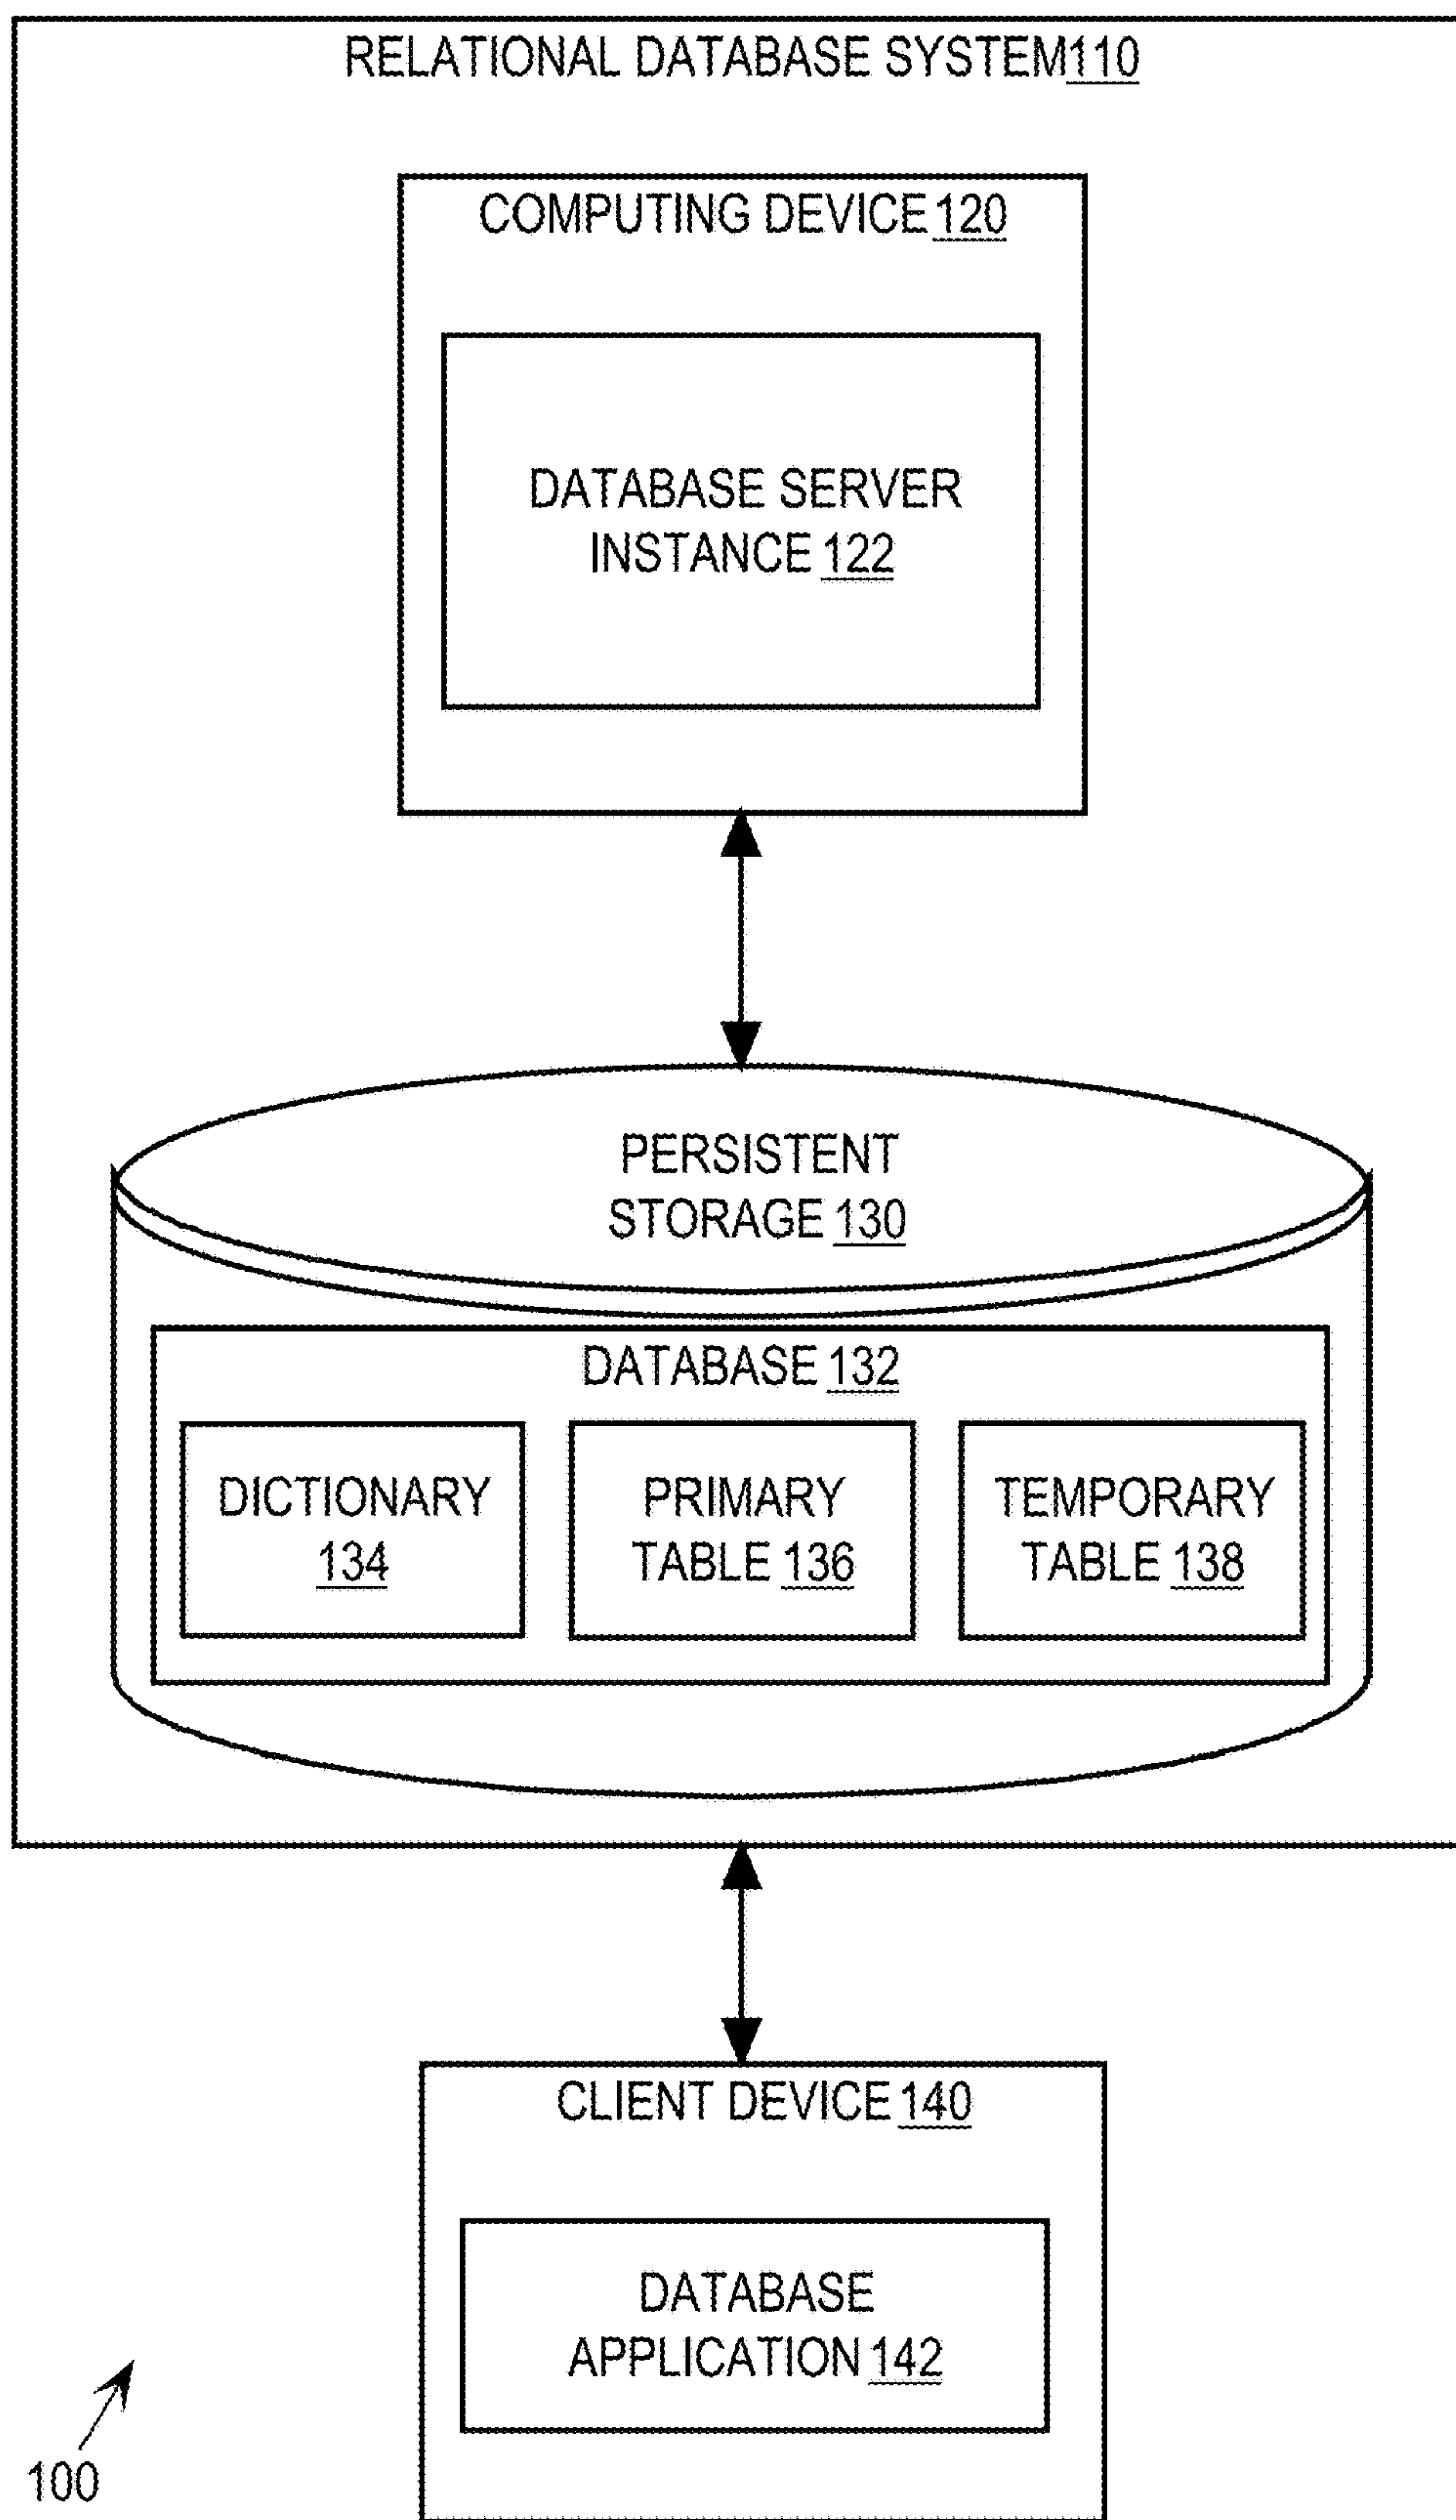 RELATIONAL DATABASE SYSTEM110
COMPUTING DEVICE 120
DATABASE SERVER
INSTANCE 122
PERSISTENT
STORAGE 130
DATABASE 132
DICTIONARY
134
PRIMARY
TABLE 136
TEMPORARY
TABLE 138
CLIENT DEVICE 140
DATABASE
APPLICATION 142
100